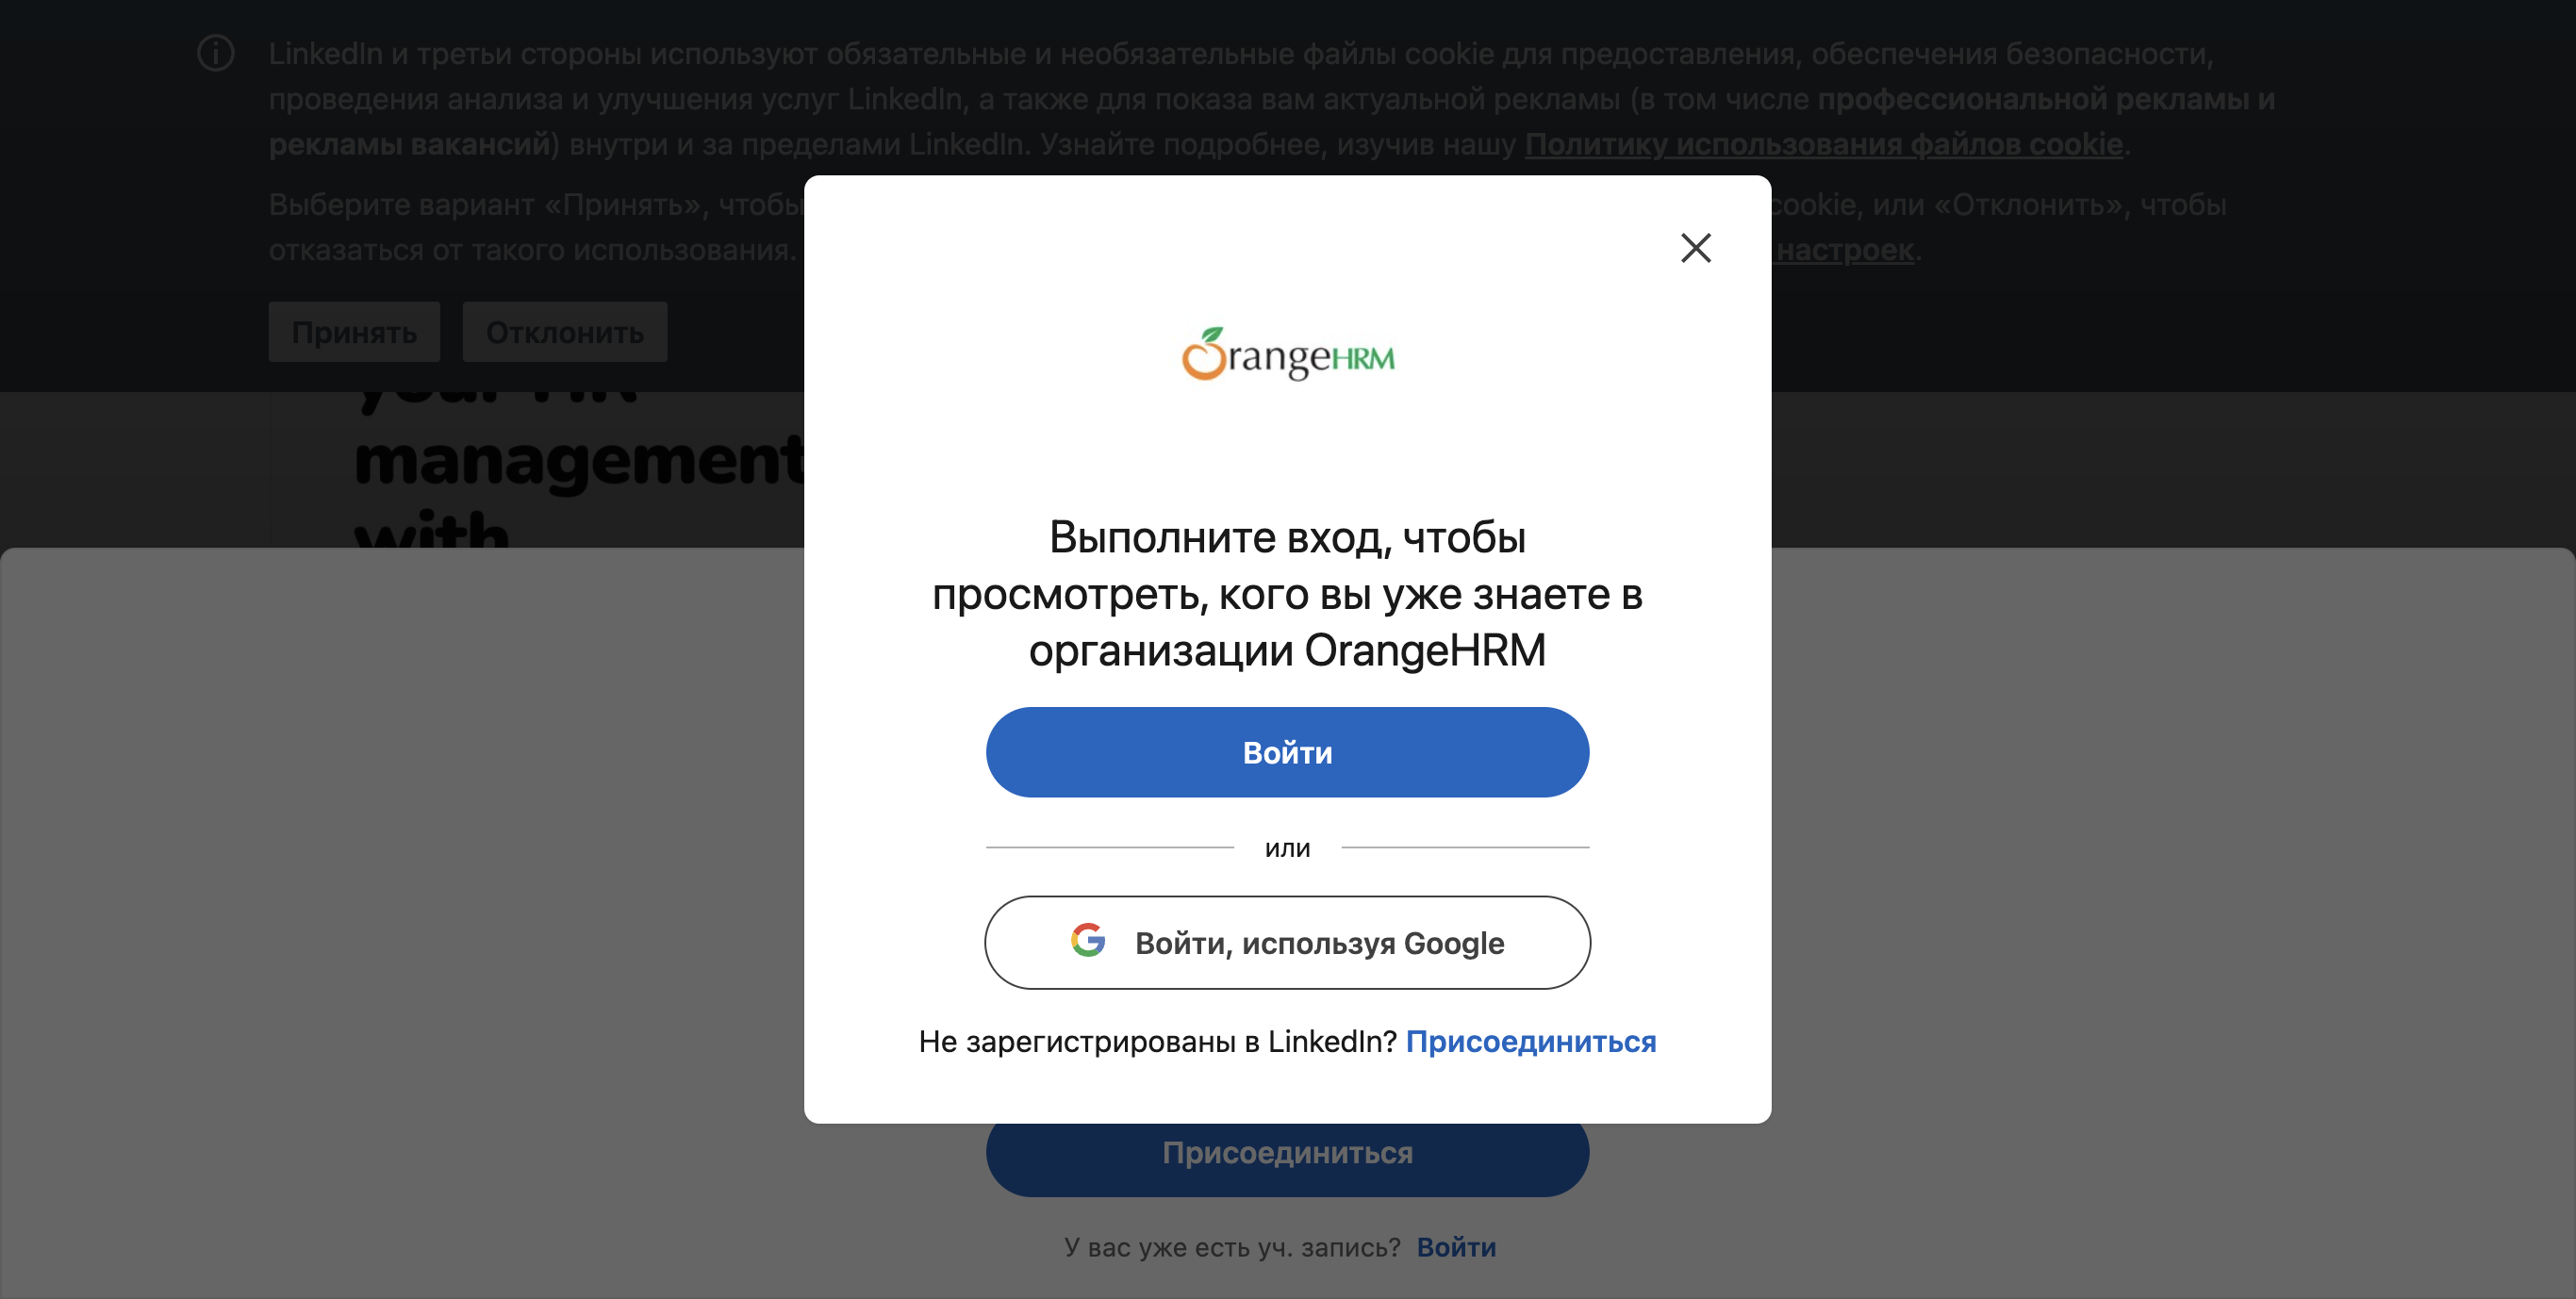 LinkedIn и третьи стороны используют обязательные и необязательные файлы cookie для предоставления, обеспечения безопасности,
проведения анализа и улучшения услуг LinkedIn, а также для показа вам актуальной рекламы (в том числе профессиональной рекламы и
рекламы вакансий) внутри и за пределами LinkedIn. Узнайте подробнее, изучив нашу Политику использования файлов cookie.
Выберите вариант «Принять», чтобы cookie, или «Отклонить», чтобы
отказаться от такого использования. настроек.
Принять Отклонить
your HR
management
with
OrangeHRM
Выполните вход, чтобы
просмотреть, кого вы уже знаете в
организации OrangeHRM
Войти
или
Войти, используя Google
Не зарегистрированы в LinkedIn? Присоединиться
Присоединиться
У вас уже есть уч. запись? Войти